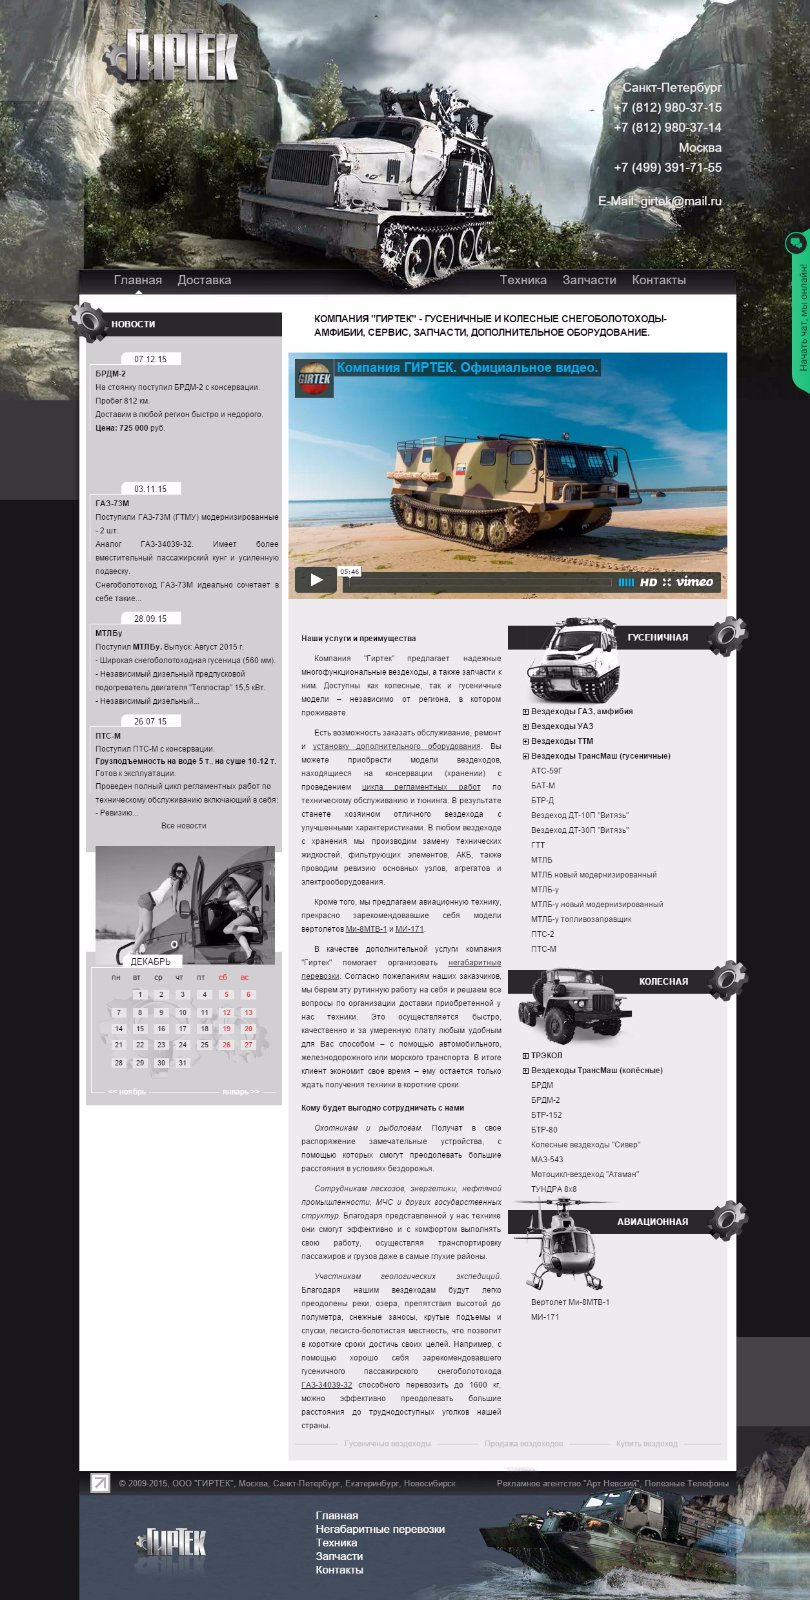 ГИРТЕК
Санкт-Петербург
+7 (812) 980-37-15
+7 (812) 980-37-14
Москва
+7 (499) 391-71-55
E-Mail: girtek@mail.ru
Начать чат, мы онлайн!
Главная
Доставка
Техника
Запчасти
Контакты
НОВОСТИ
07.12.15
БРДМ-2
На стоянку поступил БРДМ-2 с консервации.
Пробег 812 км.
Доставим в любой регион быстро и недорого.
Цена: 725 000 руб.
03.11.15
ГАЗ-73М
Поступили ГАЗ-73М (ГТМУ) модернизированные
- 2 шт.
Аналог ГАЗ-34039-32. Имеет более
вместительный пассажирский кунг и усиленную
подвеску.
Снегоболотоход ГАЗ-73М идеально сочетает в
себе такие...
28.09.15
МТЛБу
Поступил МТЛБу. Выпуск: Август 2015 г.
- Широкая снегоболотоходная гусеница (560 мм).
- Независимый дизельный предпусковой
подогреватель двигателя "Теплостар" 15,5 кВт.
- Независимый дизельный...
26.07.15
ПТС-М
Поступил ПТС-М с консервации.
Грузподъемность на воде 5 т., на суше 10-12 т.
Готов к эксплуатации.
Проведен полный цикл регламентных работ по
техническому обслуживанию включающий в себя:
- Ревизию...
Все новости
ДЕКАБРЬ
пн вт ср чт пт сб вс
1 2 3 4 5 6
7 8 9 10 11 12 13
14 15 16 17 18 19 20
21 22 23 24 25 26 27
28 29 30 31
<< ноябрь
январь >>
КОМПАНИЯ "ГИРТЕК" - ГУСЕНИЧНЫЕ И КОЛЕСНЫЕ СНЕГОБОЛОТОХОДЫ-
АМФИБИИ, СЕРВИС, ЗАПЧАСТИ, ДОПОЛНИТЕЛЬНОЕ ОБОРУДОВАНИЕ.
GIRTEK
Компания ГИРТЕК. Официальное видео.
05:46
HD
vimeo
Наши услуги и преимущества
Компания "Гиртек" предлагает надежные
многофункциональные вездеходы, а также запчасти к
ним. Доступны как колесные, так и гусеничные
модели – независимо от региона, в котором
проживаете.
Есть возможность заказать обслуживание, ремонт
и установку дополнительного оборудования. Вы
можете приобрести модели вездеходов,
находящиеся на консервации (хранении) с
проведением цикла регламентных работ по
техническому обслуживанию и тюнинга. В результате
станете хозяином отличного вездехода с
улучшенными характеристиками. В любом вездеходе
с хранения мы производим замену технических
жидкостей, фильтрующих элементов, АКБ, также
проводим ревизию основных узлов, агрегатов и
электрооборудования.
Кроме того, мы предлагаем авиационную технику,
прекрасно зарекомендовавшие себя модели
вертолетов Ми-8МТВ-1 и МИ-171.
В качестве дополнительной услуги компания
"Гиртек" помогает организовать негабаритные
перевозки. Согласно пожеланиям наших заказчиков,
мы берем эту рутинную работу на себя и решаем все
вопросы по организации доставки приобретенной у
нас техники. Это осуществляется быстро,
качественно и за умеренную плату любым удобным
для Вас способом – с помощью автомобильного,
железнодорожного или морского транспорта. В итоге
клиент экономит свое время – ему остается только
ждать получения техники в короткие сроки.
Кому будет выгодно сотрудничать с нами
Охотникам и рыболовам. Получат в свое
распоряжение замечательные устройства, с
помощью которых смогут преодолевать большие
расстояния в условиях бездорожья.
Сотрудникам лесхозов, энергетики, нефтяной
промышленности, МЧС и других государственных
структур. Благодаря представленной у нас технике
они смогут эффективно и с комфортом выполнять
свою работу, осуществляя транспортировку
пассажиров и грузов даже в самые глухие районы.
Участникам геологических экспедиций.
Благодаря нашим вездеходам будут легко
преодолены реки, озера, препятствия высотой до
полуметра, снежные заносы, крутые подъемы и
спуски, лесисто-болотистая местность, что позволит
в короткие сроки достичь своих целей. Например, с
помощью хорошо себя зарекомендовавшего
гусеничного пассажирского снегоболотохода
ГАЗ-34039-32 способного перевозить до 1600 кг,
можно эффективно преодолевать большие
расстояния до труднодоступных уголков нашей
страны.
ГУСЕНИЧНАЯ
Вездеходы ГАЗ, амфибия
Вездеходы УАЗ
Вездеходы ТТМ
Вездеходы ТрансМаш (гусеничные)
АТС-59Г
БАТ-М
БТР-Д
Вездеход ДТ-10П "Витязь"
Вездеход ДТ-30П "Витязь"
ГТТ
МТЛБ
МТЛБ новый модернизированный
МТЛБ-у
МТЛБ-у новый модернизированный
МТЛБ-у топливозаправщик
ПТС-2
ПТС-М
КОЛЕСНАЯ
ТРЭКОЛ
Вездеходы ТрансМаш (колёсные)
БРДМ
БРДМ-2
БТР-152
БТР-80
Колесные вездеходы "Сивер"
МАЗ-543
Мотоцикл-вездеход "Атаман"
ТУНДРА 8х8
АВИАЦИОННАЯ
Вертолет Ми-8МТВ-1
МИ-171
Гусеничные вездеходы
Продажа вездеходов
Купить вездеход
© 2009-2015, ООО "ГИРТЕК", Москва, Санкт-Петербург, Екатеринбург, Новосибирск
Рекламное агентство "Арт Невский", Полезные Телефоны
ГИРТЕК
Главная
Негабаритные перевозки
Техника
Запчасти
Контакты